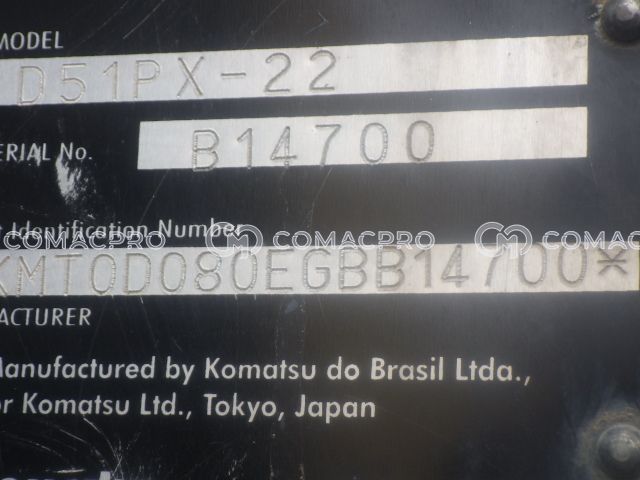 MODEL
D51PX-22
ERIAL No.
B14700
Identification Number
COMACPRO COMACPRO COMACPRO
KMT0D080EGBB14700*
ACTURER
Manufactured by Komatsu do Brasil Ltda.,
or Komatsu Ltd., Tokyo, Japan